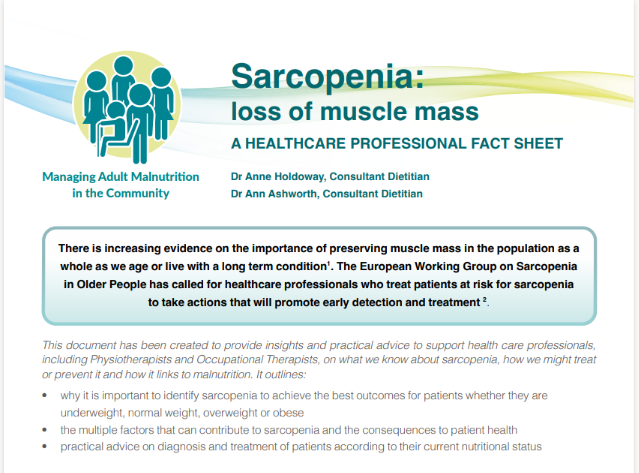 Sarcopenia:
loss of muscle mass
A HEALTHCARE PROFESSIONAL FACT SHEET
Managing Adult Malnutrition
in the Community
Dr Anne Holdoway, Consultant Dietitian
Dr Ann Ashworth, Consultant Dietitian
There is increasing evidence on the importance of preserving muscle mass in the population as a
whole as we age or live with a long term condition¹. The European Working Group on Sarcopenia
in Older People has called for healthcare professionals who treat patients at risk for sarcopenia
to take actions that will promote early detection and treatment ².
This document has been created to provide insights and practical advice to support health care professionals,
including Physiotherapists and Occupational Therapists, on what we know about sarcopenia, how we might treat
or prevent it and how it links to malnutrition. It outlines:
• why it is important to identify sarcopenia to achieve the best outcomes for patients whether they are
underweight, normal weight, overweight or obese
• the multiple factors that can contribute to sarcopenia and the consequences to patient health
• practical advice on diagnosis and treatment of patients according to their current nutritional status